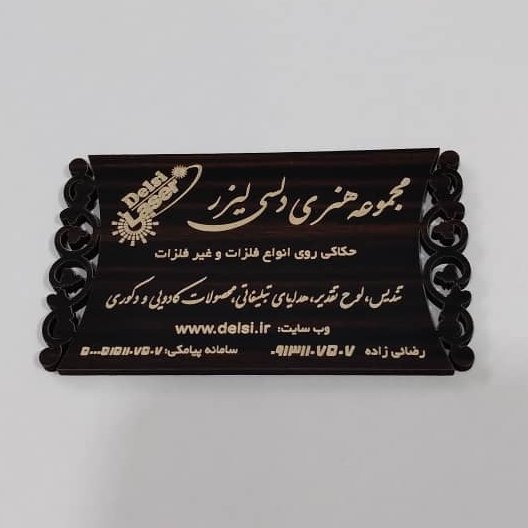 Delsi
Laser
مجموعه هنری دلسی لیزر
حکاکی روی انواع فلزات و غیر فلزات
تندیس، لوح تقدیر، هدایای تبلیغاتی، محصولات کادویی و دکوری
وب سایت: www.delsi.ir
رضائی زاده ۰۹۱۳۱۱۰۷۵۰۷ سامانه پیامکی: ۵۰۰۰۵۱۵۱۱۰۷۵۰۷